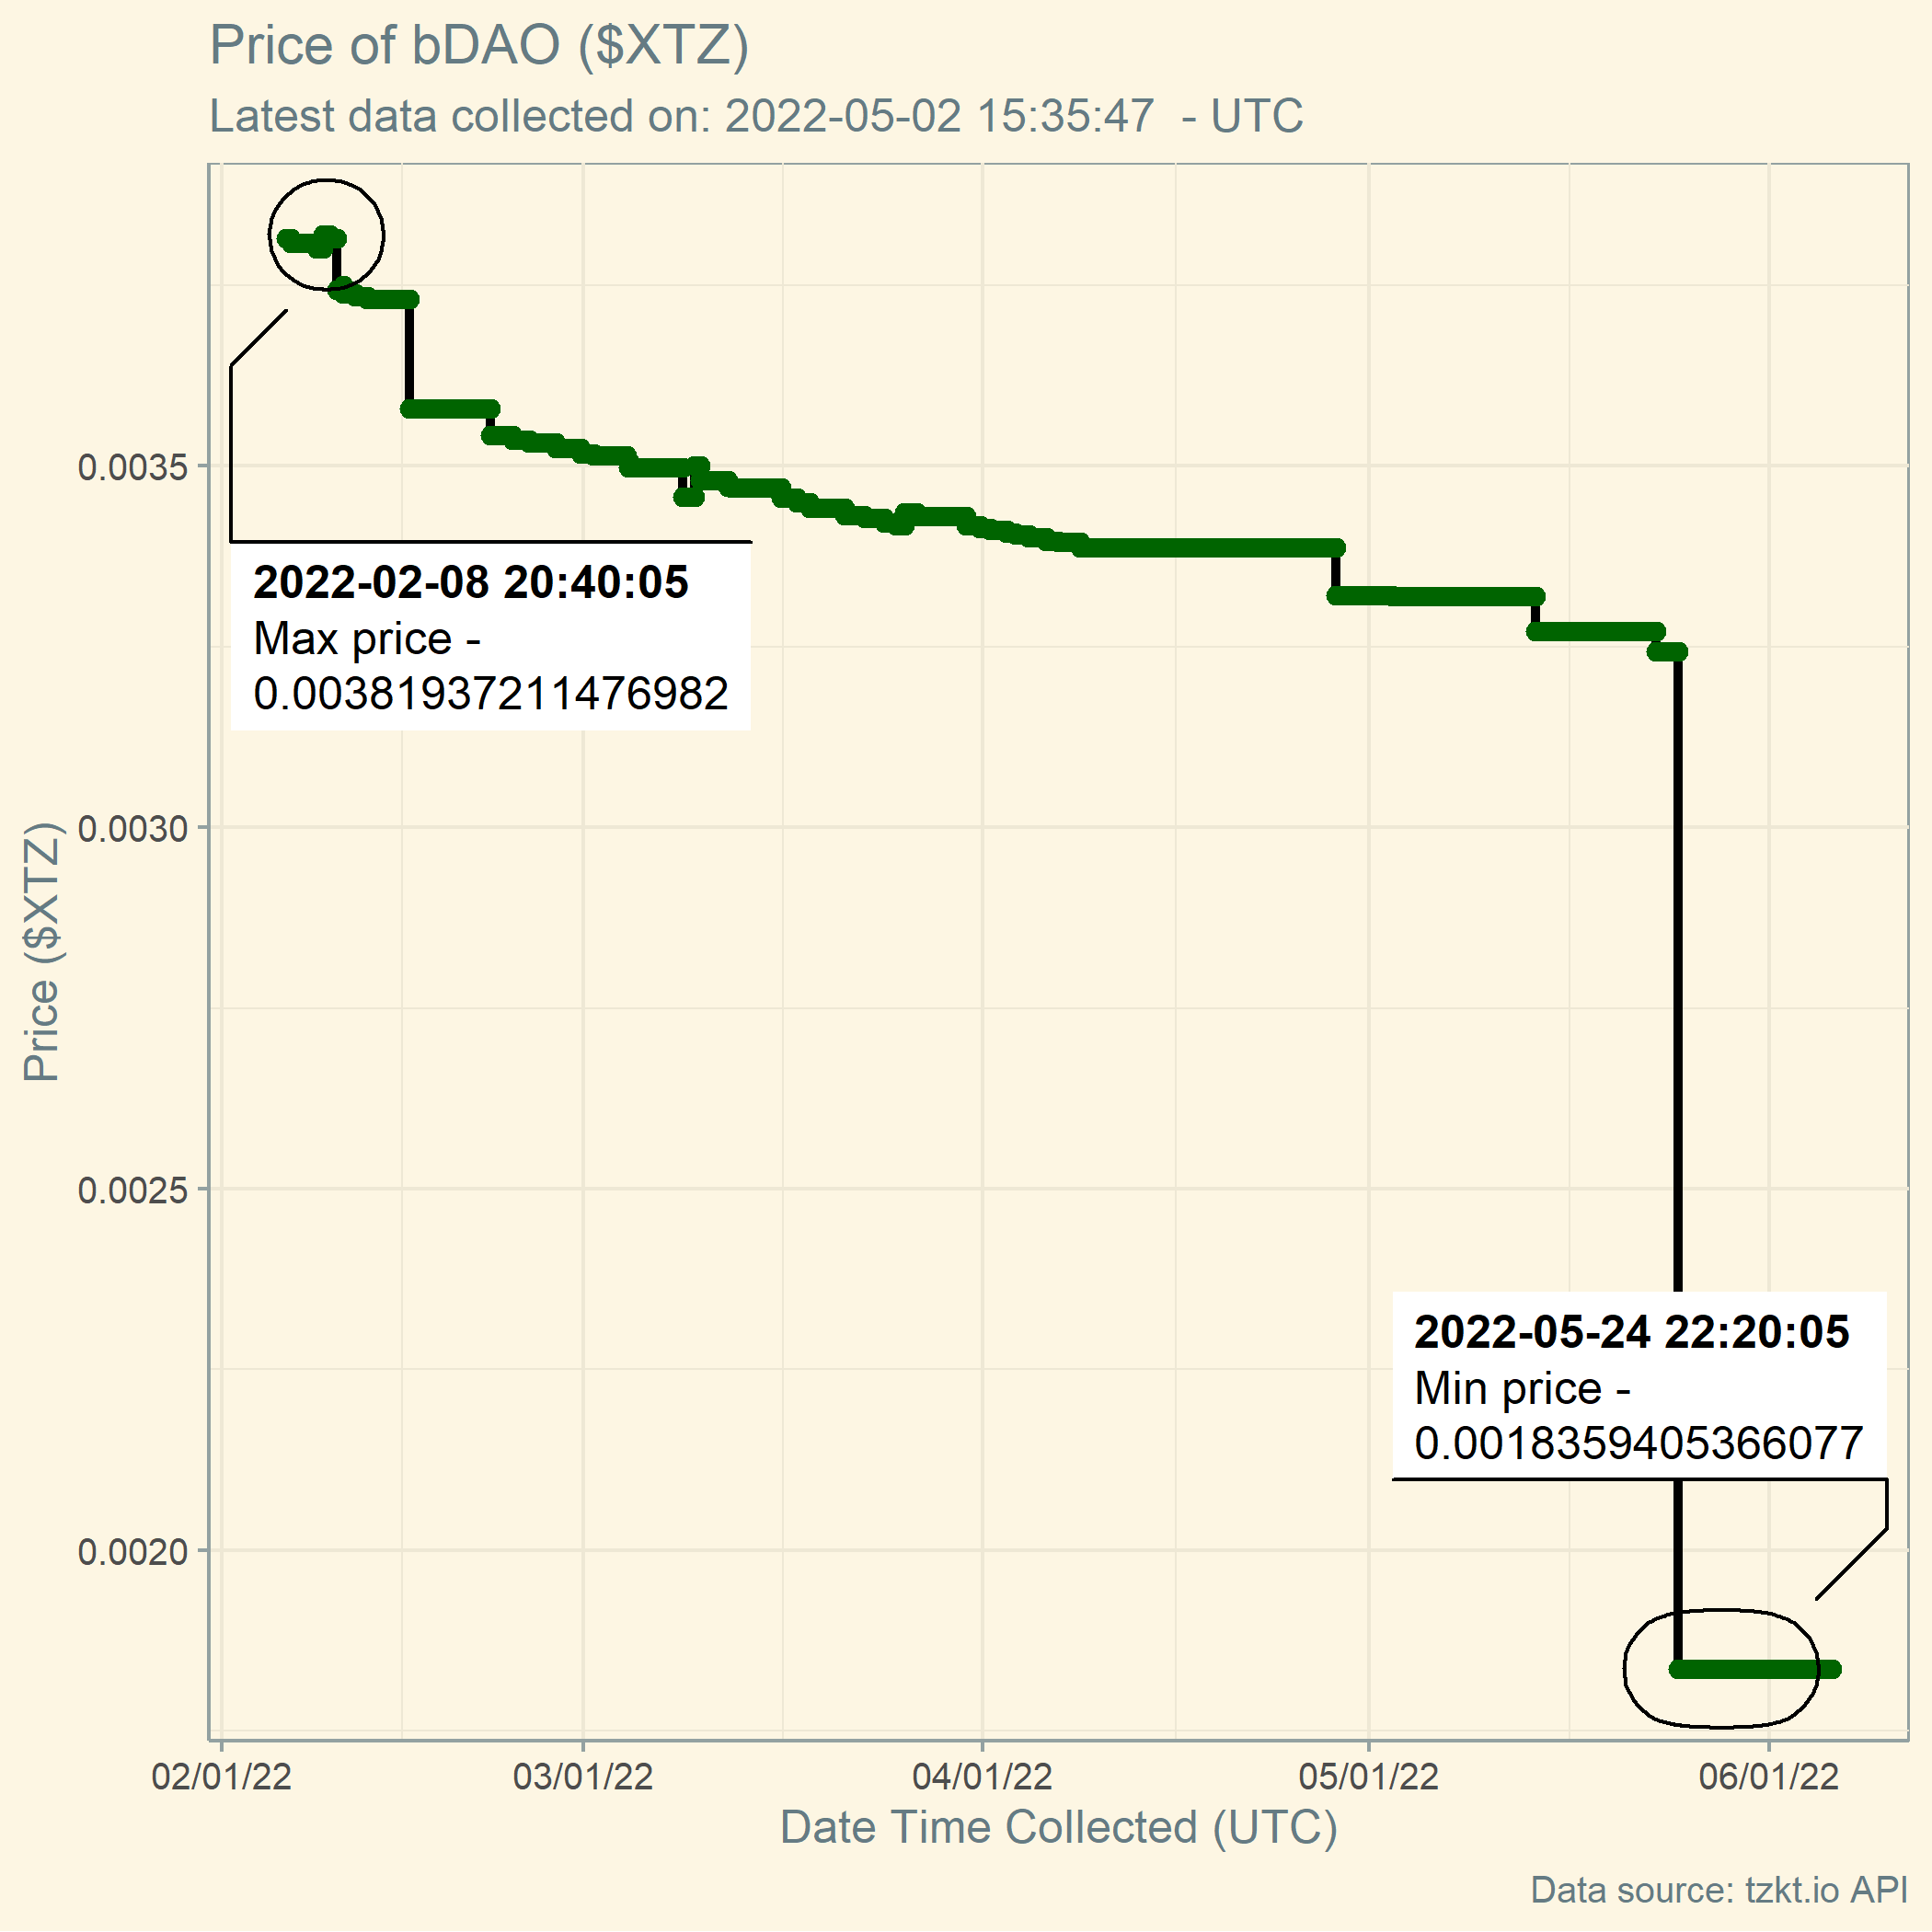 Price of bDAO ($XTZ)
Latest data collected on: 2022-05-02 15:35:47  - UTC
0.0035
0.0030
0.0025
0.0020
Price ($XTZ)
2022-02-08 20:40:05
Max price -
0.00381937211476982
2022-05-24 22:20:05
Min price -
0.0018359405366077
02/01/22
03/01/22
04/01/22
05/01/22
06/01/22
Date Time Collected (UTC)
Data source: tzkt.io API